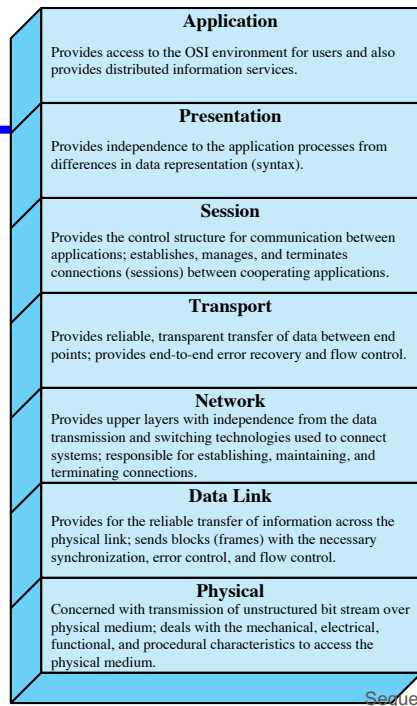 Application
Provides access to the OSI environment for users and also
provides distributed information services.
Presentation
Provides independence to the application processes from
differences in data representation (syntax).
Session
Provides the control structure for communication between
applications; establishes, manages, and terminates
connections (sessions) between cooperating applications.
Transport
Provides reliable, transparent transfer of data between end
points; provides end-to-end error recovery and flow control.
Network
Provides upper layers with independence from the data
transmission and switching technologies used to connect
systems; responsible for establishing, maintaining, and
terminating connections.
Data Link
Provides for the reliable transfer of information across the
physical link; sends blocks (frames) with the necessary
synchronization, error control, and flow control.
Physical
Concerned with transmission of unstructured bit stream over
physical medium; deals with the mechanical, electrical,
functional, and procedural characteristics to access the
physical medium.
Seque